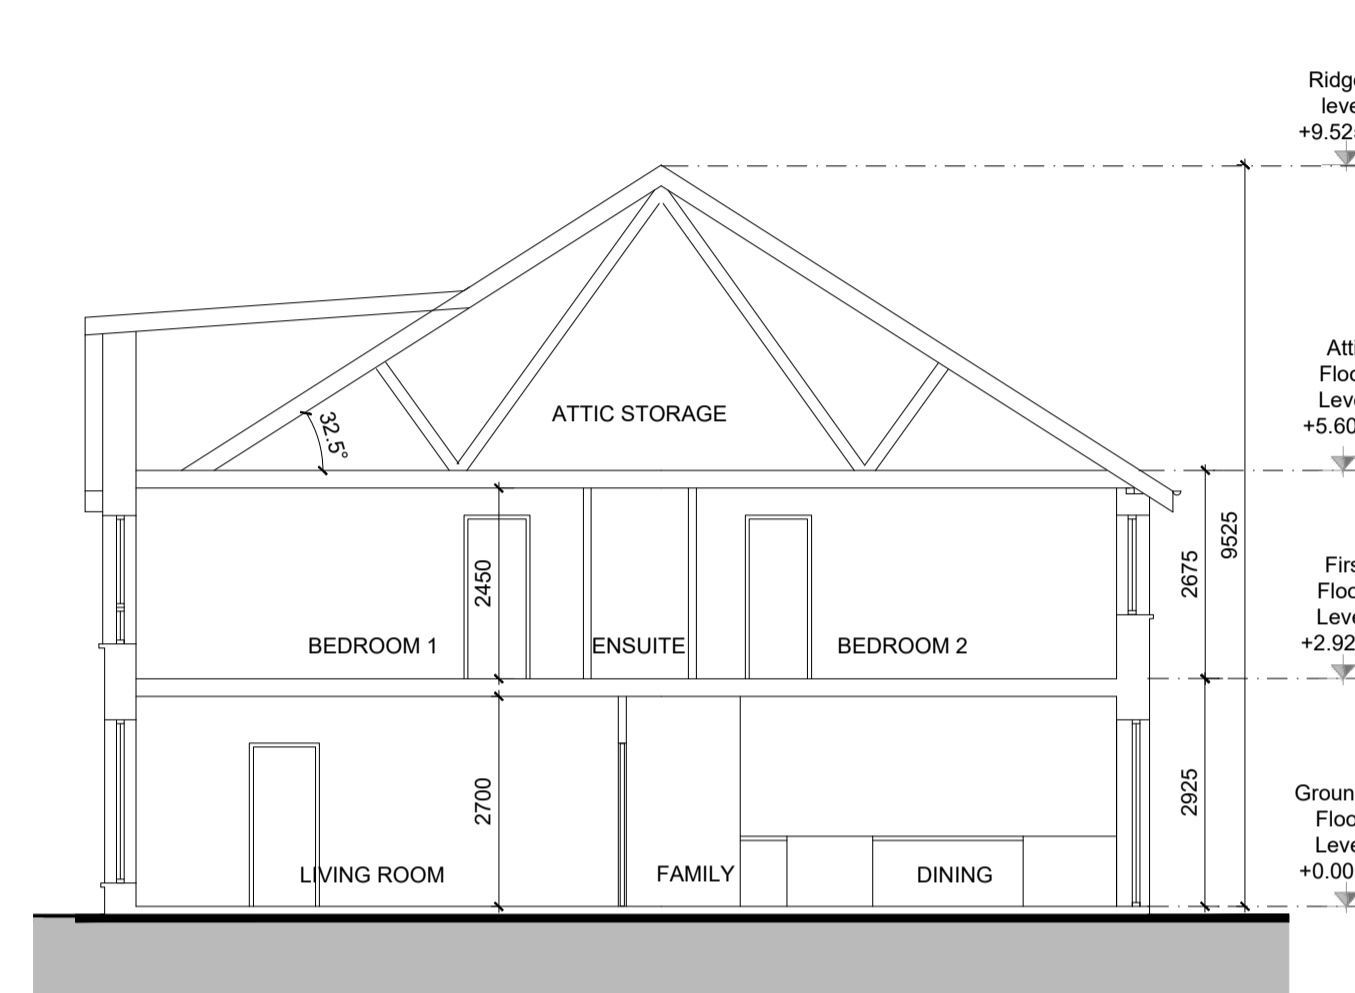 Ridg
leve
+9.52
Atti
Floo
Leve
+5.60
32.5°
ATTIC STORAGE
9525
2675
2450
Firs
Floo
Leve
+2.92
BEDROOM 1
ENSUITE
BEDROOM 2
2925
2700
Groun
Floo
Leve
+0.00
LIVING ROOM
FAMILY
DINING